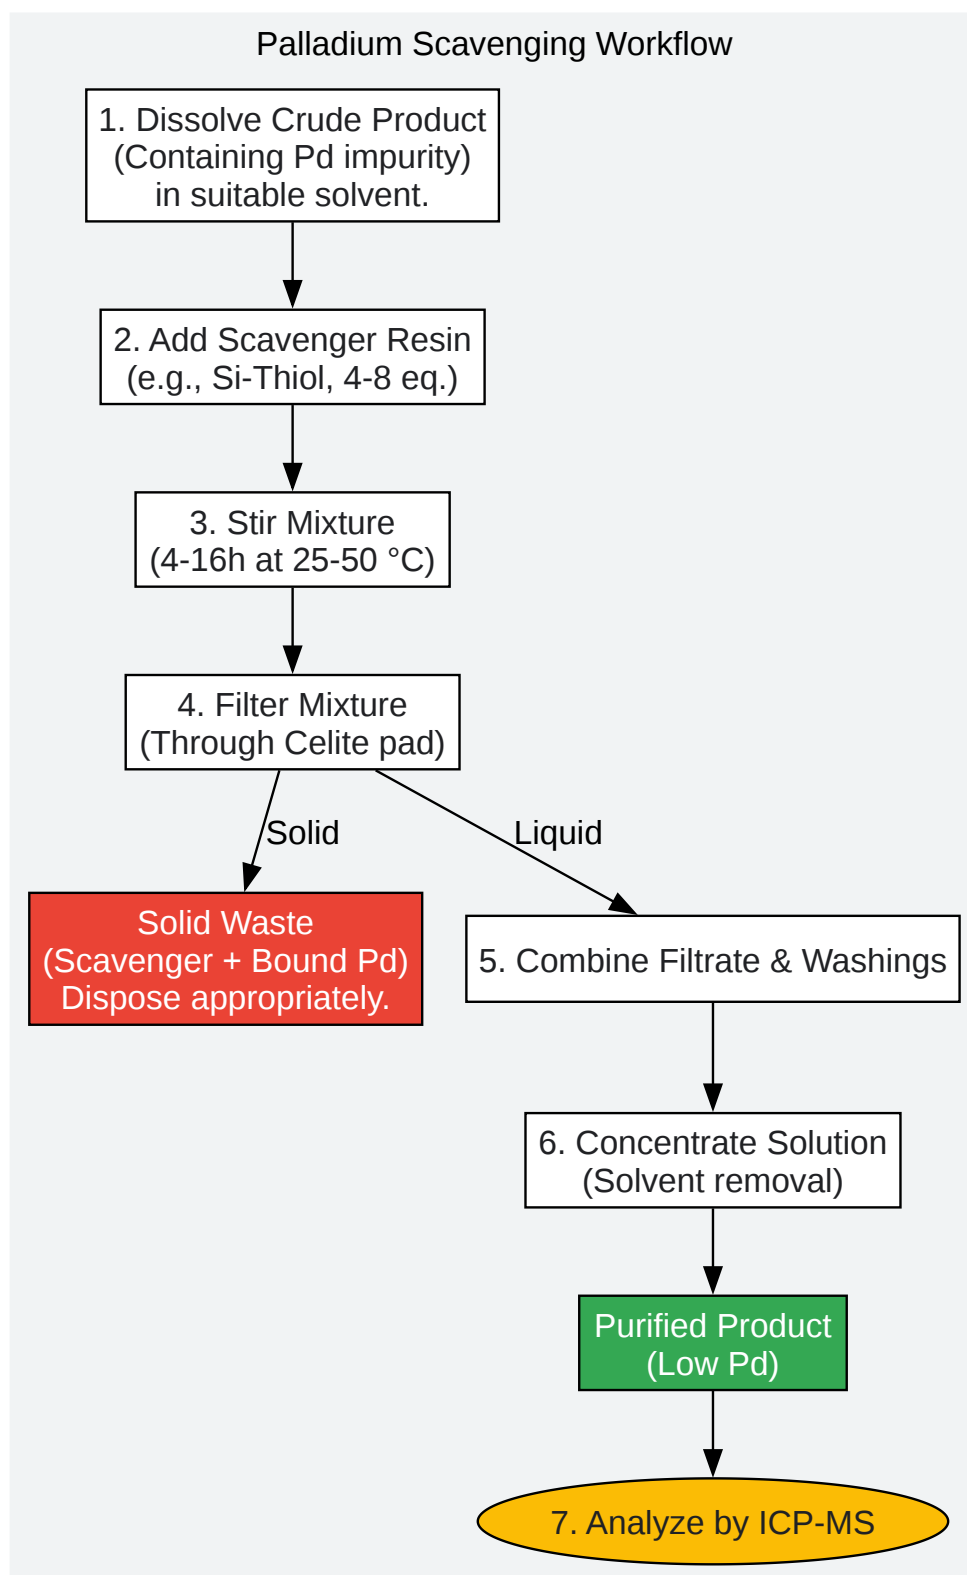 Palladium Scavenging Workflow
1. Dissolve Crude Product
(Containing Pd impurity)
in suitable solvent.
2. Add Scavenger Resin
(e.g., Si-Thiol, 4-8 eq.)
3. Stir Mixture
(4-16h at 25-50 °C)
4. Filter Mixture
(Through Celite pad)
Solid
Liquid
Solid Waste
(Scavenger + Bound Pd)
Dispose appropriately.
5. Combine Filtrate & Washings
6. Concentrate Solution
(Solvent removal)
Purified Product
(Low Pd)
7. Analyze by ICP-MS